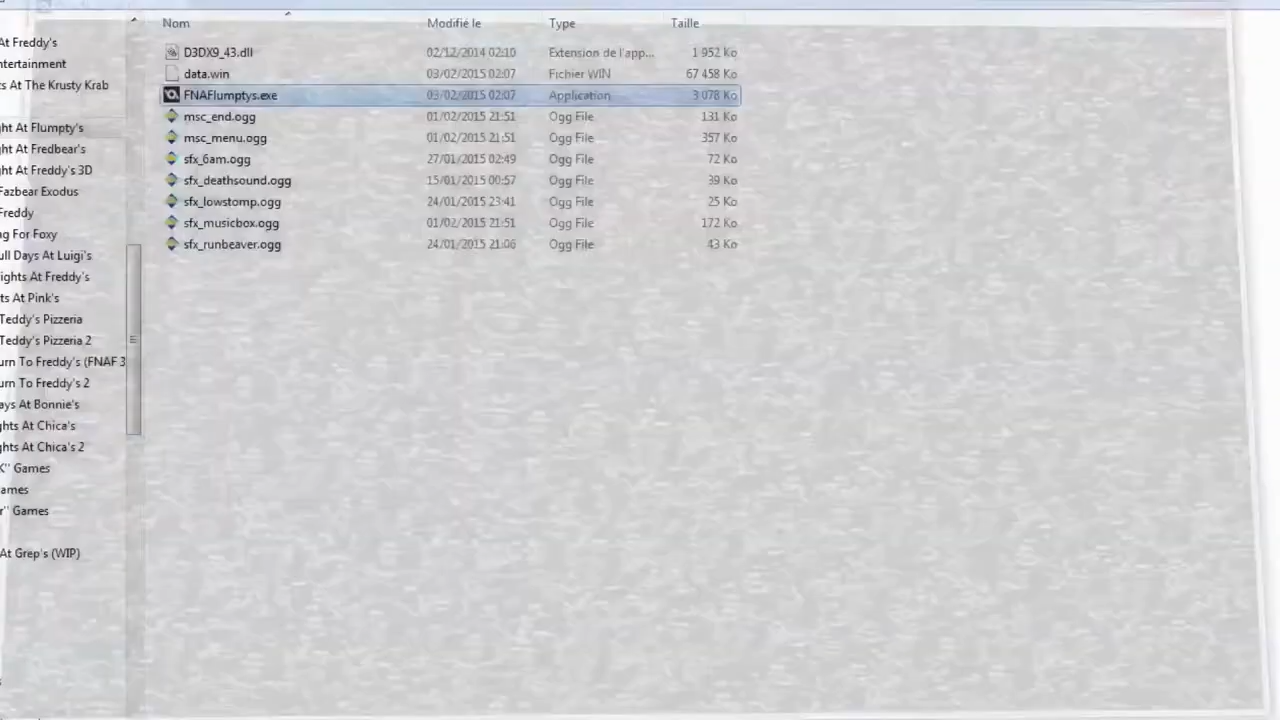 Nom Modifié le Type Taille
D3DX9_43.dll 02/12/2014 02:10 Extension de l'app... 1 952 Ko
data.win 03/02/2015 02:07 Fichier WIN 67 458 Ko
FNAFlumptys.exe 03/02/2015 02:07 Application 3 078 Ko
msc_end.ogg 01/02/2015 21:51 Ogg File 131 Ko
msc_menu.ogg 01/02/2015 21:51 Ogg File 357 Ko
sfx_6am.ogg 27/01/2015 02:49 Ogg File 72 Ko
sfx_deathsound.ogg 15/01/2015 00:57 Ogg File 39 Ko
sfx_lowstomp.ogg 24/01/2015 23:41 Ogg File 25 Ko
sfx_musicbox.ogg 01/02/2015 21:51 Ogg File 172 Ko
sfx_runbeaver.ogg 24/01/2015 21:06 Ogg File 43 Ko
At Freddy's
ntertainment
ts At The Krusty Krab
ght At Flumpty's
ght At Fredbear's
ght At Freddy's 3D
Fazbear Exodus
Freddy
ng For Foxy
ull Days At Luigi's
ights At Freddy's
ts At Pink's
Teddy's Pizzeria
Teddy's Pizzeria 2
urn To Freddy's (FNAF 3
urn To Freddy's 2
ays At Bonnie's
ghts At Chica's
ghts At Chica's 2
K'' Games
ames
r'' Games
At Grep's (WIP)